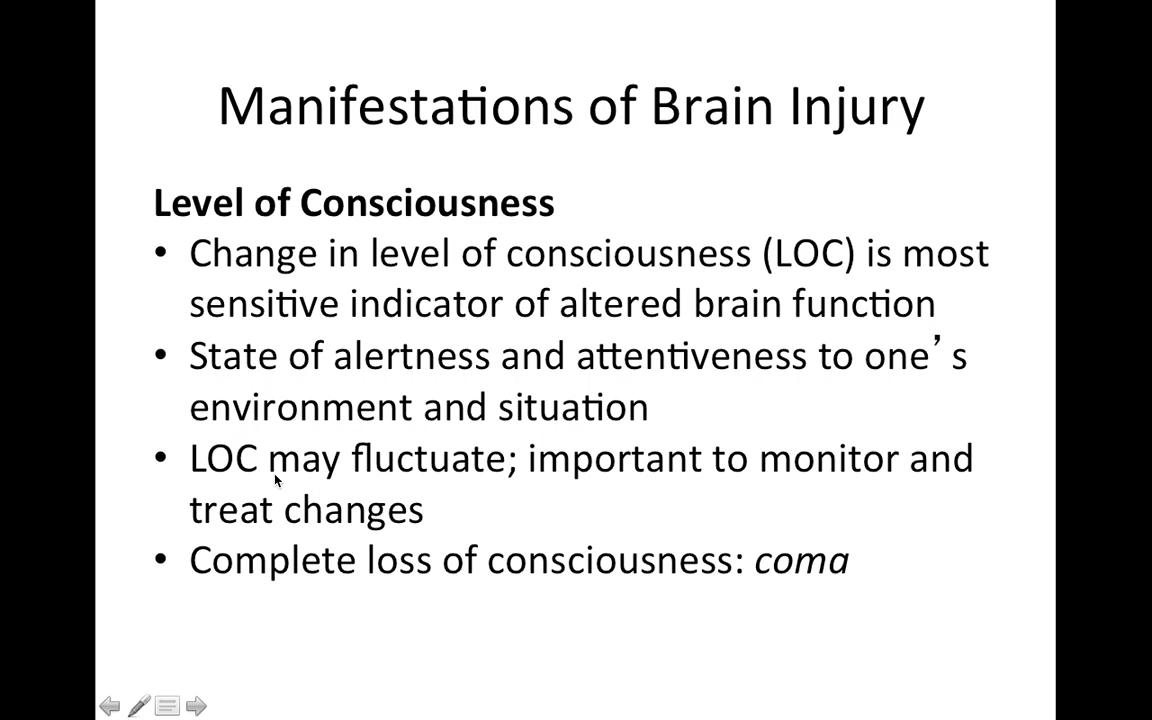 Manifestations of Brain Injury
Level of Consciousness
• Change in level of consciousness (LOC) is most
sensitive indicator of altered brain function
• State of alertness and attentiveness to one’s
environment and situation
• LOC may fluctuate; important to monitor and
treat changes
• Complete loss of consciousness: coma